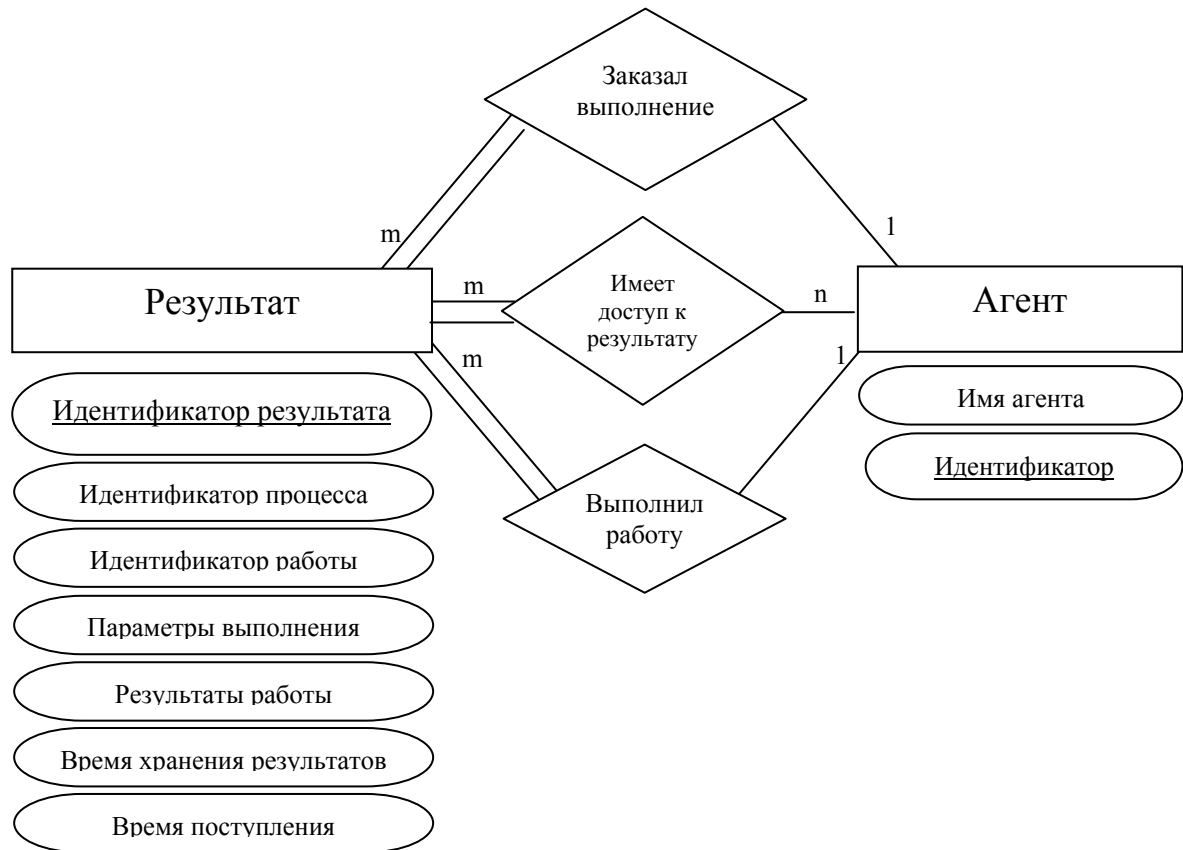 Заказал
выполнение
m
1
Результат
m
Имеет
доступ к
результату
n
Агент
m
1
Идентификатор результата
Имя агента
Идентификатор процесса
Идентификатор
Выполнил
работу
Идентификатор работы
Параметры выполнения
Результаты работы
Время хранения результатов
Время поступления